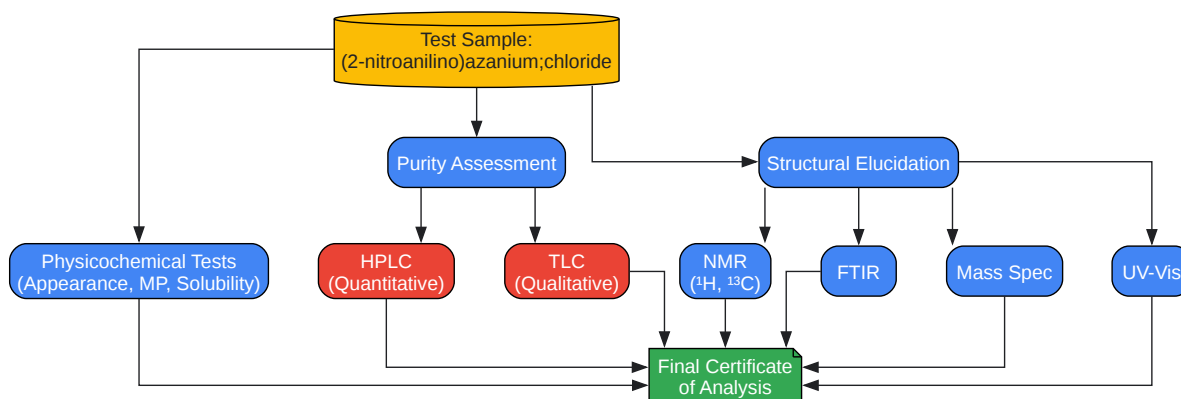 Test Sample:
(2-nitroanilino)azanium;chloride
Purity Assessment
Structural Elucidation
Physicochemical Tests
(Appearance, MP, Solubility)
HPLC
(Quantitative)
TLC
(Qualitative)
NMR
(¹H, ¹³C)
FTIR
Mass Spec
UV-Vis
Final Certificate
of Analysis